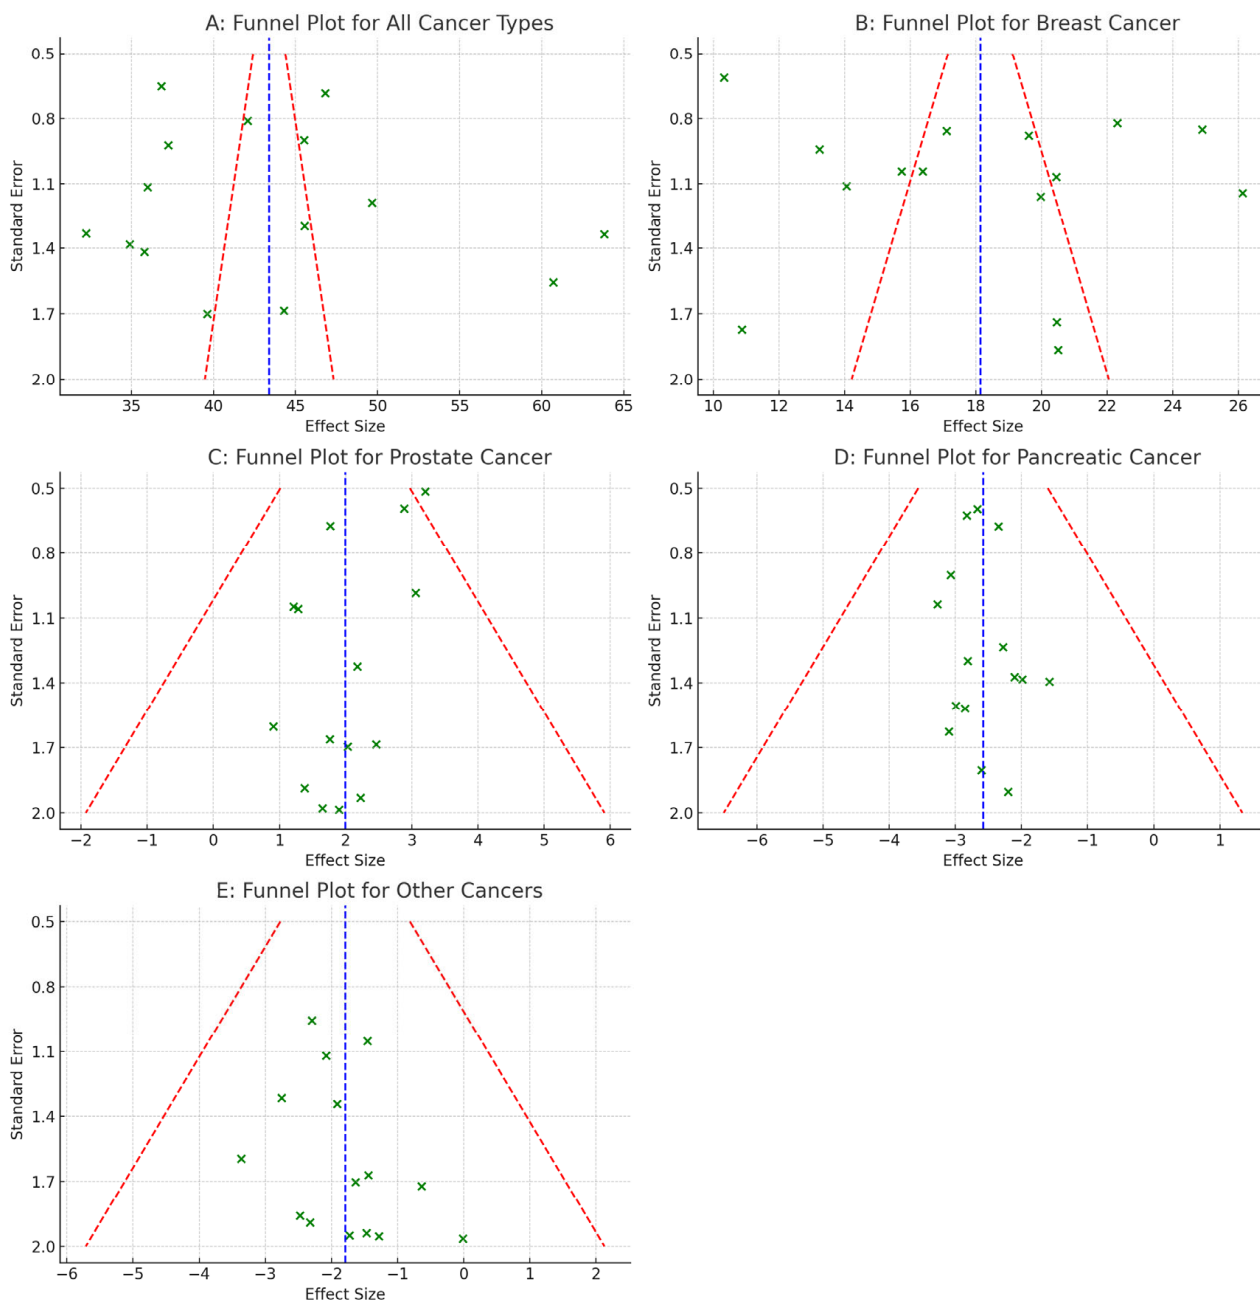 A: Funnel Plot for All Cancer Types
0.5
0.8
1.1
1.4
1.7
2.0
Standard Error
35 40 45 50 55 60 65
Effect Size
B: Funnel Plot for Breast Cancer
0.5
0.8
1.1
1.4
1.7
2.0
Standard Error
10 12 14 16 18 20 22 24 26
Effect Size
C: Funnel Plot for Prostate Cancer
0.5
0.8
1.1
1.4
1.7
2.0
Standard Error
−2 −1 0 1 2 3 4 5 6
Effect Size
D: Funnel Plot for Pancreatic Cancer
0.5
0.8
1.1
1.4
1.7
2.0
Standard Error
−6 −5 −4 −3 −2 −1 0 1
Effect Size
E: Funnel Plot for Other Cancers
0.5
0.8
1.1
1.4
1.7
2.0
Standard Error
−6 −5 −4 −3 −2 −1 0 1 2
Effect Size